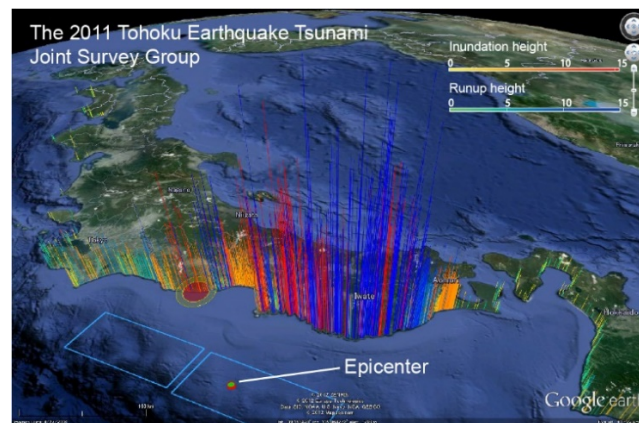 The 2011 Tohoku Earthquake Tsunami
Joint Survey Group
Inundation height
0 5 10 15
Runup height
0 5 10 15
Tokyo
Iwate
Epicenter
Google earth